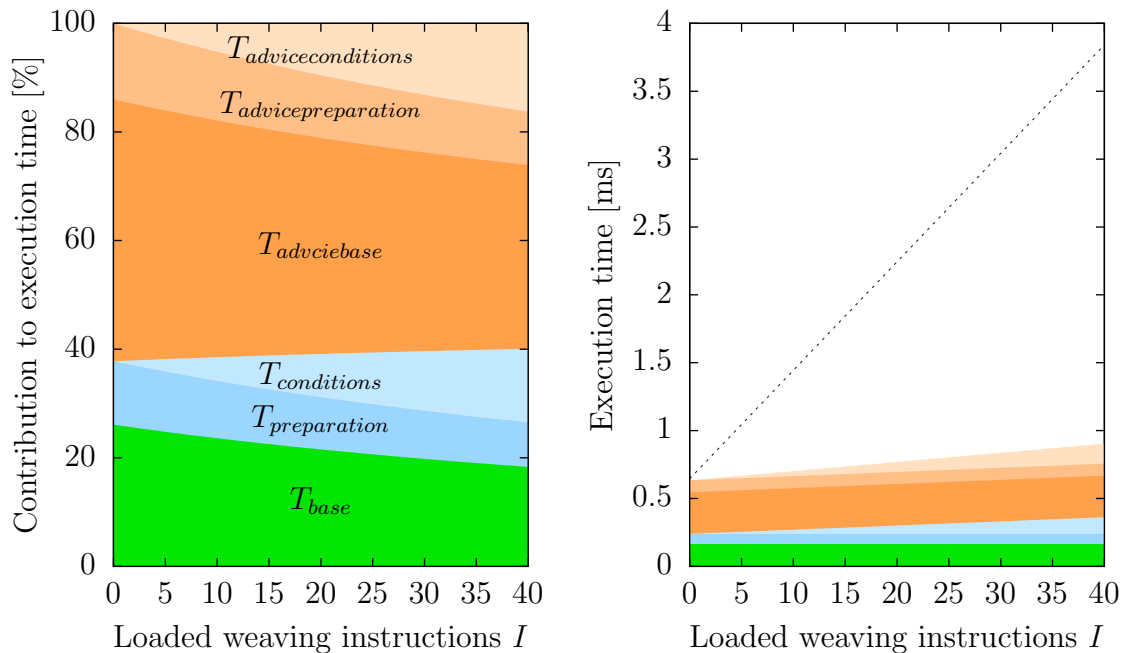 Contribution to execution time [%]
100
80
60
40
20
0
T_adviceconditions
T_advicepreparation
T_advciebase
T_conditions
T_preparation
T_base
0 5 10 15 20 25 30 35 40
Loaded weaving instructions I
Execution time [ms]
4
3.5
3
2.5
2
1.5
1
0.5
0
0 5 10 15 20 25 30 35 40
Loaded weaving instructions I